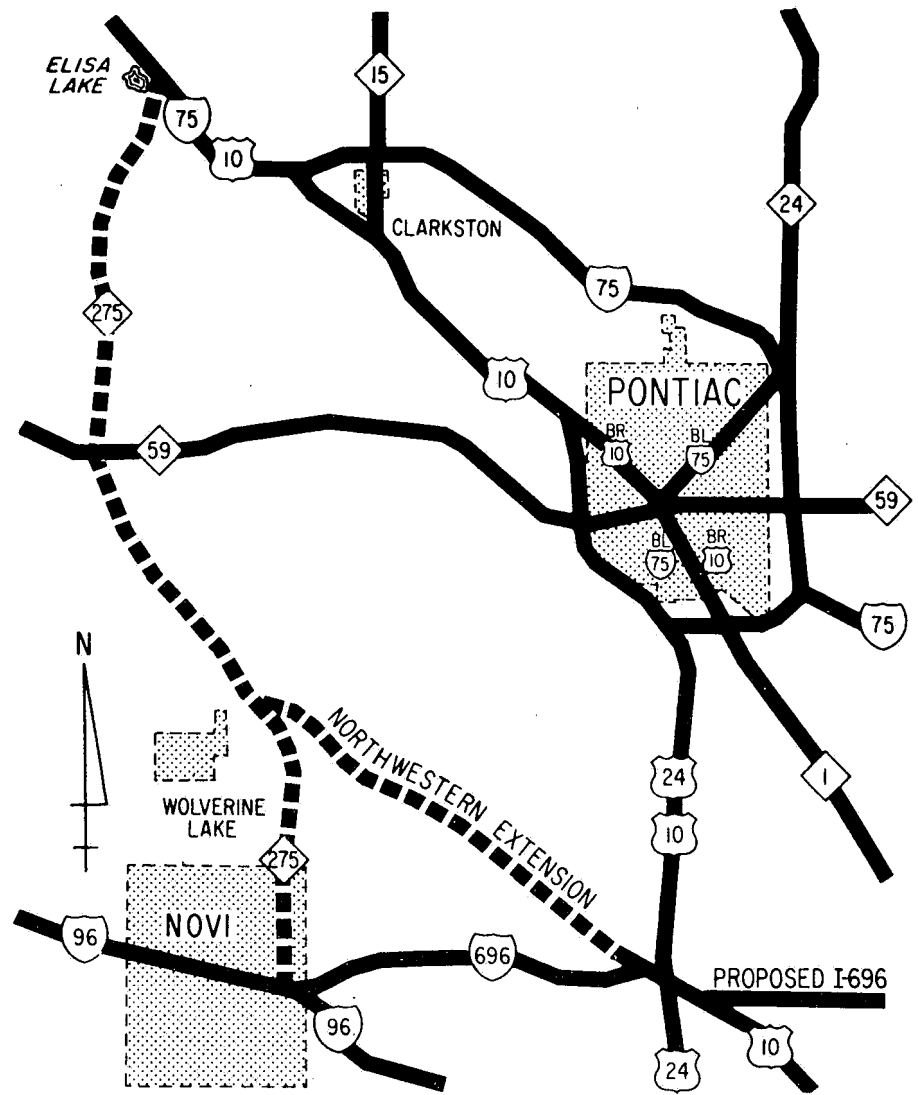 ELISA
LAKE
15
75
10
24
CLARKSTON
275
75
10
PONTIAC
BR
10
BL
75
59
59
BL
75
BR
10
75
N
NORTHWESTERN EXTENSION
24
1
WOLVERINE
LAKE
10
275
NOVI
96
696
PROPOSED I-696
96
10
24